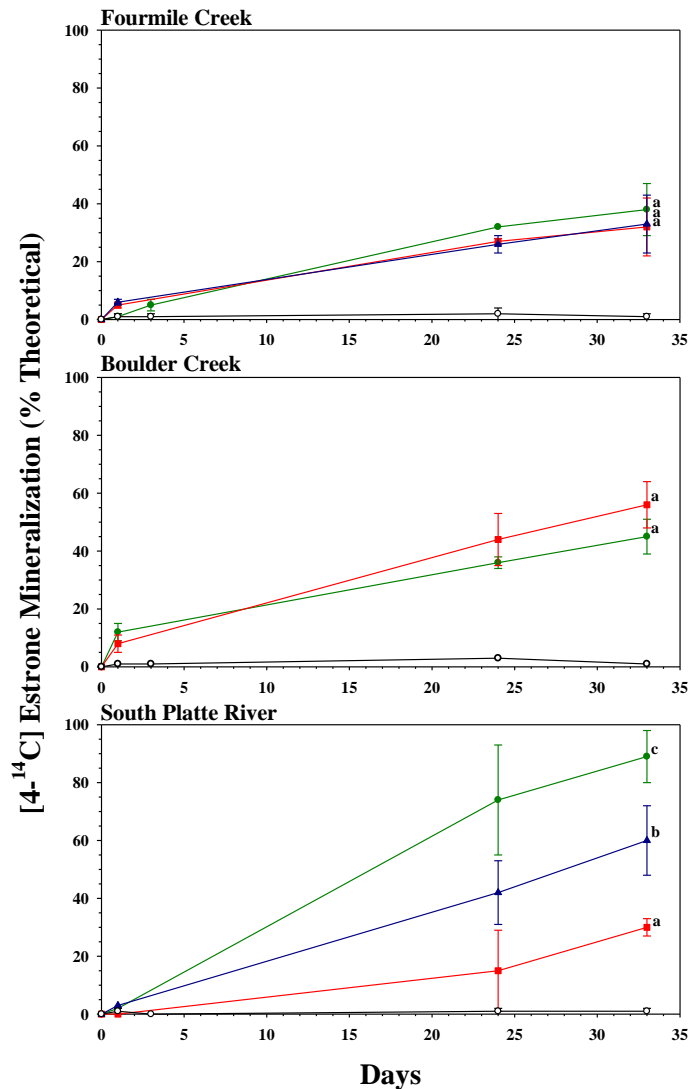 Fourmile Creek
100
80
60
40
20
0
a
a
a
0 5 10 15 20 25 30 35
Boulder Creek
100
80
60
40
20
0
a
a
0 5 10 15 20 25 30 35
South Platte River
100
80
60
40
20
0
c
b
a
0 5 10 15 20 25 30 35
[4-¹⁴C] Estrone Mineralization (% Theoretical)
Days